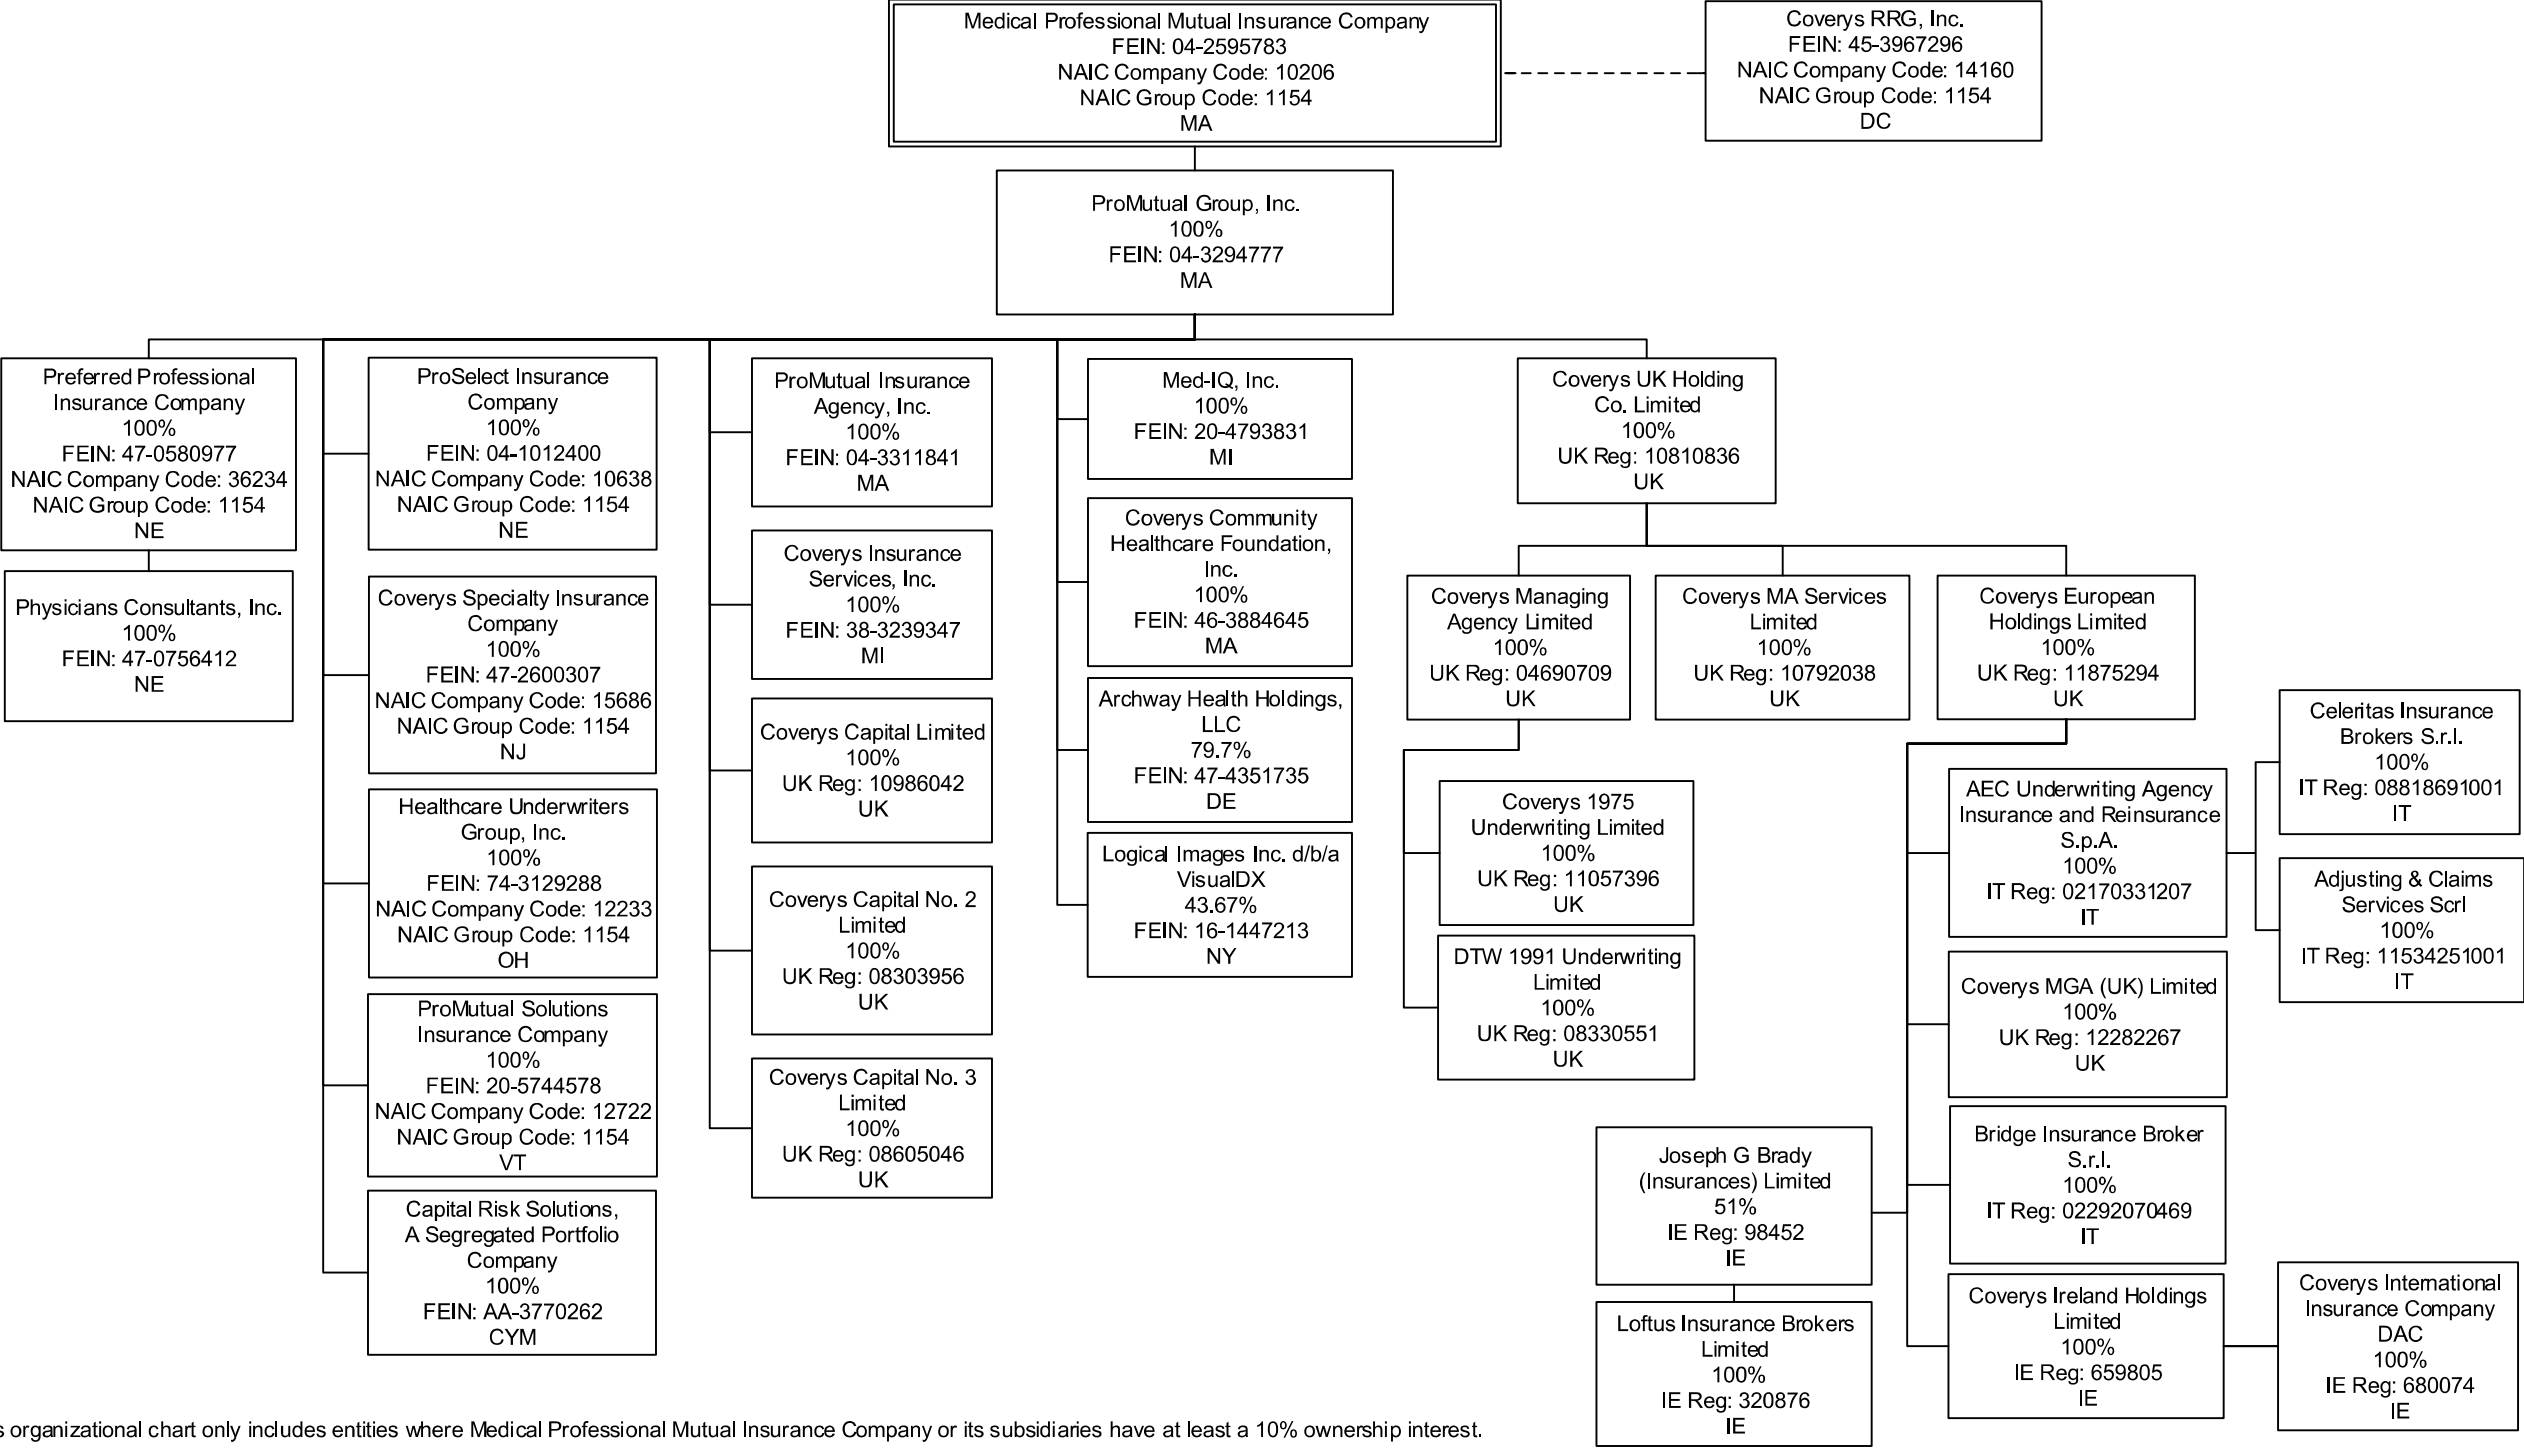 Medical Professional Mutual Insurance Company
FEIN: 04-2595783
NAIC Company Code: 10206
NAIC Group Code: 1154
MA
Coverys RRG, Inc.
FEIN: 45-3967296
NAIC Company Code: 14160
NAIC Group Code: 1154
DC
ProMutual Group, Inc.
100%
FEIN: 04-3294777
MA
Preferred Professional
Insurance Company
100%
FEIN: 47-0580977
NAIC Company Code: 36234
NAIC Group Code: 1154
NE
Physicians Consultants, Inc.
100%
FEIN: 47-0756412
NE
ProSelect Insurance
Company
100%
FEIN: 04-1012400
NAIC Company Code: 10638
NAIC Group Code: 1154
NE
Coverys Specialty Insurance
Company
100%
FEIN: 47-2600307
NAIC Company Code: 15686
NAIC Group Code: 1154
NJ
Healthcare Underwriters
Group, Inc.
100%
FEIN: 74-3129288
NAIC Company Code: 12233
NAIC Group Code: 1154
OH
ProMutual Solutions
Insurance Company
100%
FEIN: 20-5744578
NAIC Company Code: 12722
NAIC Group Code: 1154
VT
Capital Risk Solutions,
A Segregated Portfolio
Company
100%
FEIN: AA-3770262
CYM
ProMutual Insurance
Agency, Inc.
100%
FEIN: 04-3311841
MA
Coverys Insurance
Services, Inc.
100%
FEIN: 38-3239347
MI
Coverys Capital Limited
100%
UK Reg: 10986042
UK
Coverys Capital No. 2
Limited
100%
UK Reg: 08303956
UK
Coverys Capital No. 3
Limited
100%
UK Reg: 08605046
UK
Med-IQ, Inc.
100%
FEIN: 20-4793831
MI
Coverys Community
Healthcare Foundation,
Inc.
100%
FEIN: 46-3884645
MA
Archway Health Holdings,
LLC
79.7%
FEIN: 47-4351735
DE
Logical Images Inc. d/b/a
VisualDX
43.67%
FEIN: 16-1447213
NY
Coverys UK Holding
Co. Limited
100%
UK Reg: 10810836
UK
Coverys Managing
Agency Limited
100%
UK Reg: 04690709
UK
Coverys MA Services
Limited
100%
UK Reg: 10792038
UK
Coverys European
Holdings Limited
100%
UK Reg: 11875294
UK
Coverys 1975
Underwriting Limited
100%
UK Reg: 11057396
UK
DTW 1991 Underwriting
Limited
100%
UK Reg: 08330551
UK
AEC Underwriting Agency
Insurance and Reinsurance
S.p.A.
100%
IT Reg: 02170331207
IT
Celeritas Insurance
Brokers S.r.l.
100%
IT Reg: 08818691001
IT
Adjusting & Claims
Services Scrl
100%
IT Reg: 11534251001
IT
Coverys MGA (UK) Limited
100%
UK Reg: 12282267
UK
Bridge Insurance Broker
S.r.l.
100%
IT Reg: 02292070469
IT
Joseph G Brady
(Insurances) Limited
51%
IE Reg: 98452
IE
Loftus Insurance Brokers
Limited
100%
IE Reg: 320876
IE
Coverys Ireland Holdings
Limited
100%
IE Reg: 659805
IE
Coverys International
Insurance Company
DAC
100%
IE Reg: 680074
IE
organizational chart only includes entities where Medical Professional Mutual Insurance Company or its subsidiaries have at least a 10% ownership interest.